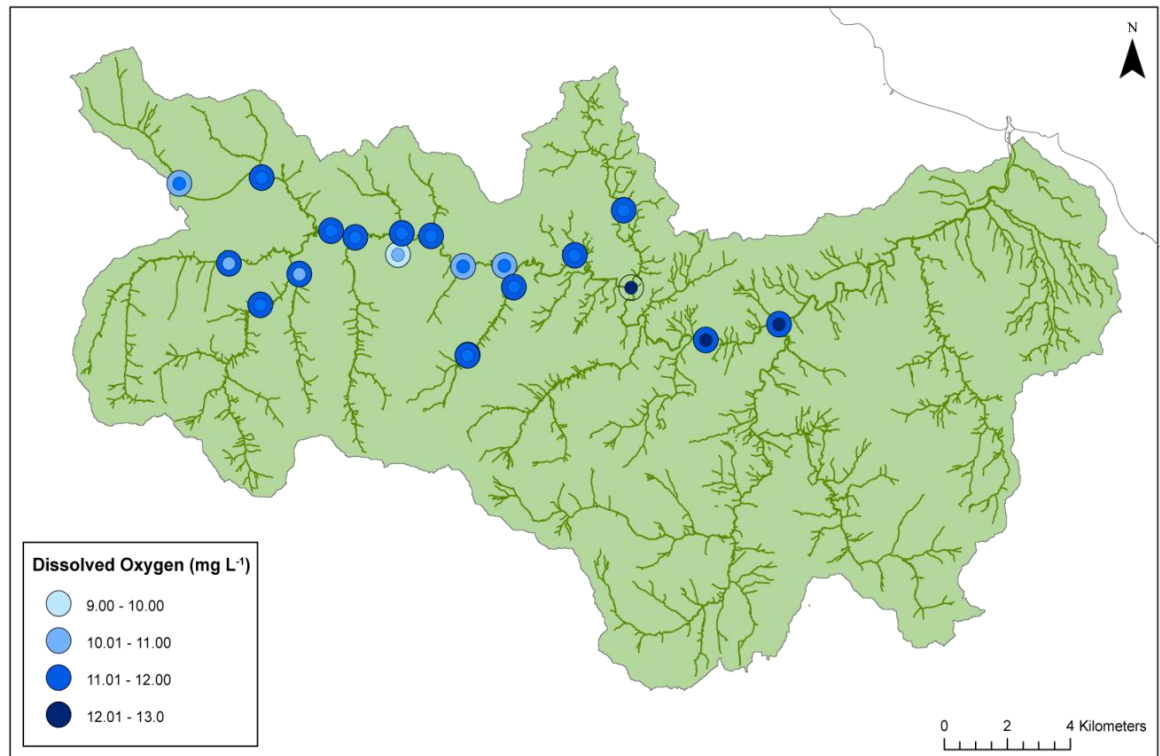 N
Dissolved Oxygen (mg L-1)
9.00 - 10.00
10.01 - 11.00
11.01 - 12.00
12.01 - 13.0
0 2 4 Kilometers